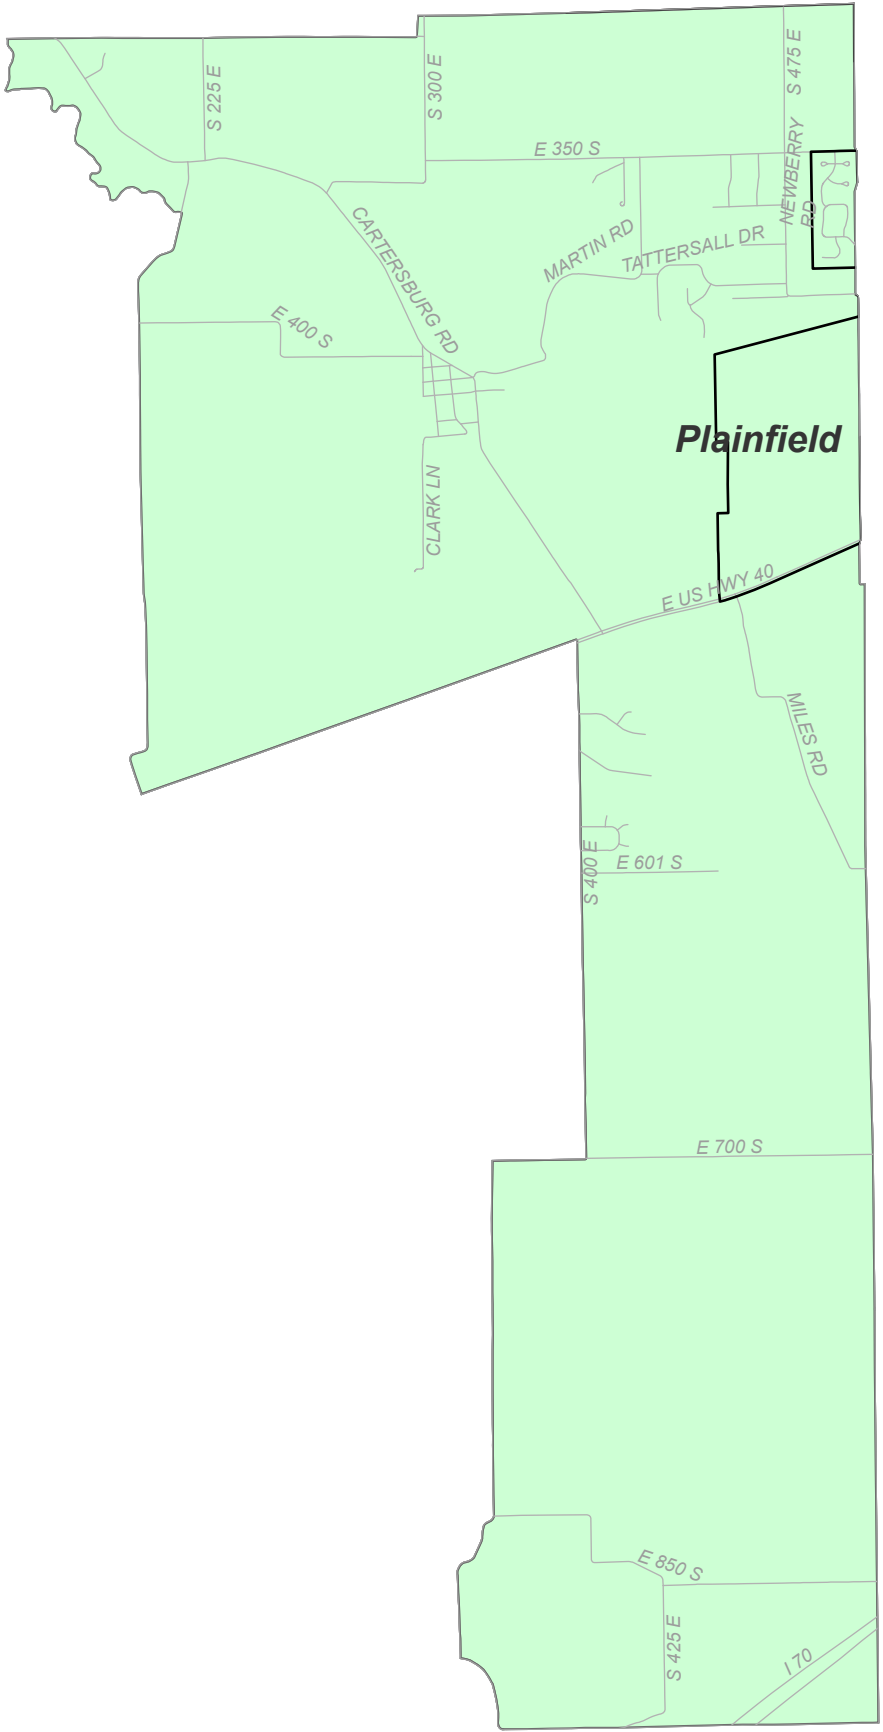 S 225 E
S 300 E
S 475 E
E 350 S
NEWBERRY
RD
CARTERSBURG RD
MARTIN RD
TATTERSALL DR
E 400 S
Plainfield
CLARK LN
E US HWY 40
MILES RD
S 400 E
E 601 S
E 700 S
E 850 S
S 425 E
I 70